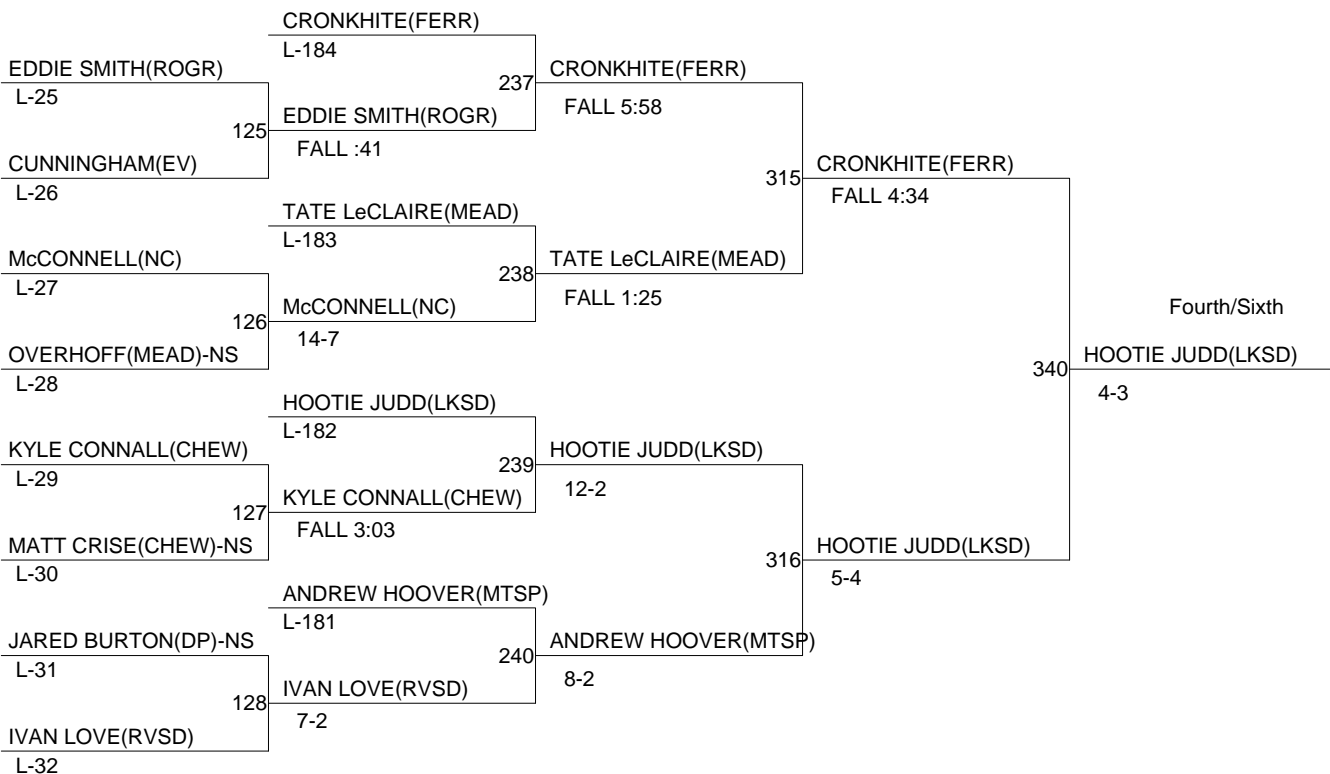 CRONKHITE(FERR)
L-184
EDDIE SMITH(ROGR)
L-25
237
CRONKHITE(FERR)
FALL 5:58
125
EDDIE SMITH(ROGR)
FALL :41
CUNNINGHAM(EV)
L-26
315
CRONKHITE(FERR)
FALL 4:34
TATE LeCLAIRE(MEAD)
L-183
McCONNELL(NC)
L-27
238
TATE LeCLAIRE(MEAD)
FALL 1:25
126
McCONNELL(NC)
14-7
Fourth/Sixth
OVERHOFF(MEAD)-NS
L-28
340
HOOTIE JUDD(LKSD)
4-3
HOOTIE JUDD(LKSD)
L-182
KYLE CONNALL(CHEW)
L-29
239
HOOTIE JUDD(LKSD)
12-2
127
KYLE CONNALL(CHEW)
FALL 3:03
MATT CRISE(CHEW)-NS
L-30
316
HOOTIE JUDD(LKSD)
5-4
ANDREW HOOVER(MTSP)
L-181
JARED BURTON(DP)-NS
L-31
240
ANDREW HOOVER(MTSP)
8-2
128
IVAN LOVE(RVSD)
7-2
IVAN LOVE(RVSD)
L-32